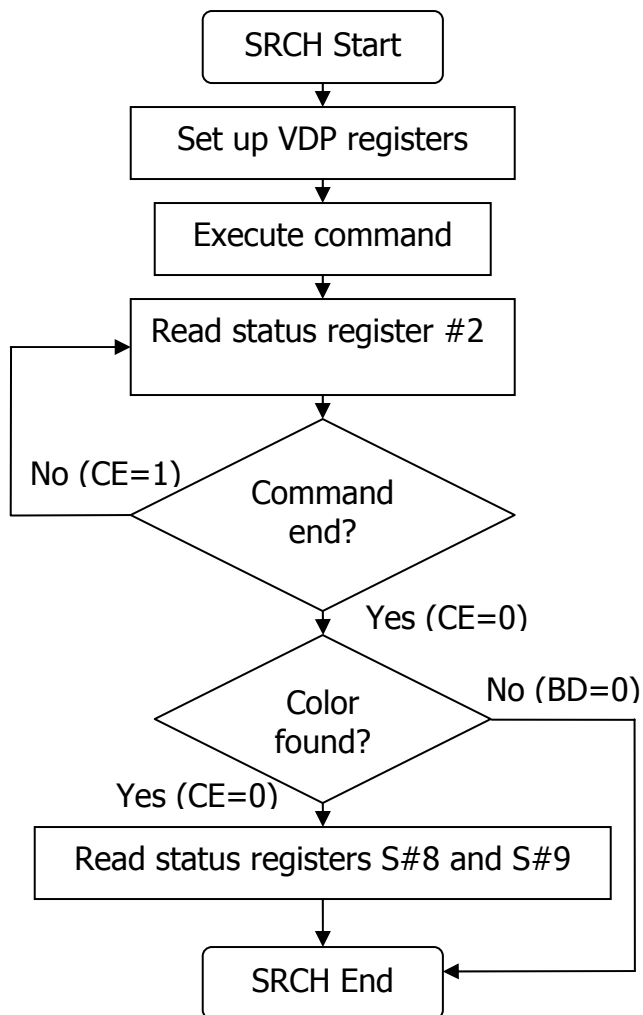 SRCH Start
Set up VDP registers
Execute command
Read status register #2
No (CE=1)
Command
end?
Yes (CE=0)
No (BD=0)
Color
found?
Yes (CE=0)
Read status registers S#8 and S#9
SRCH End